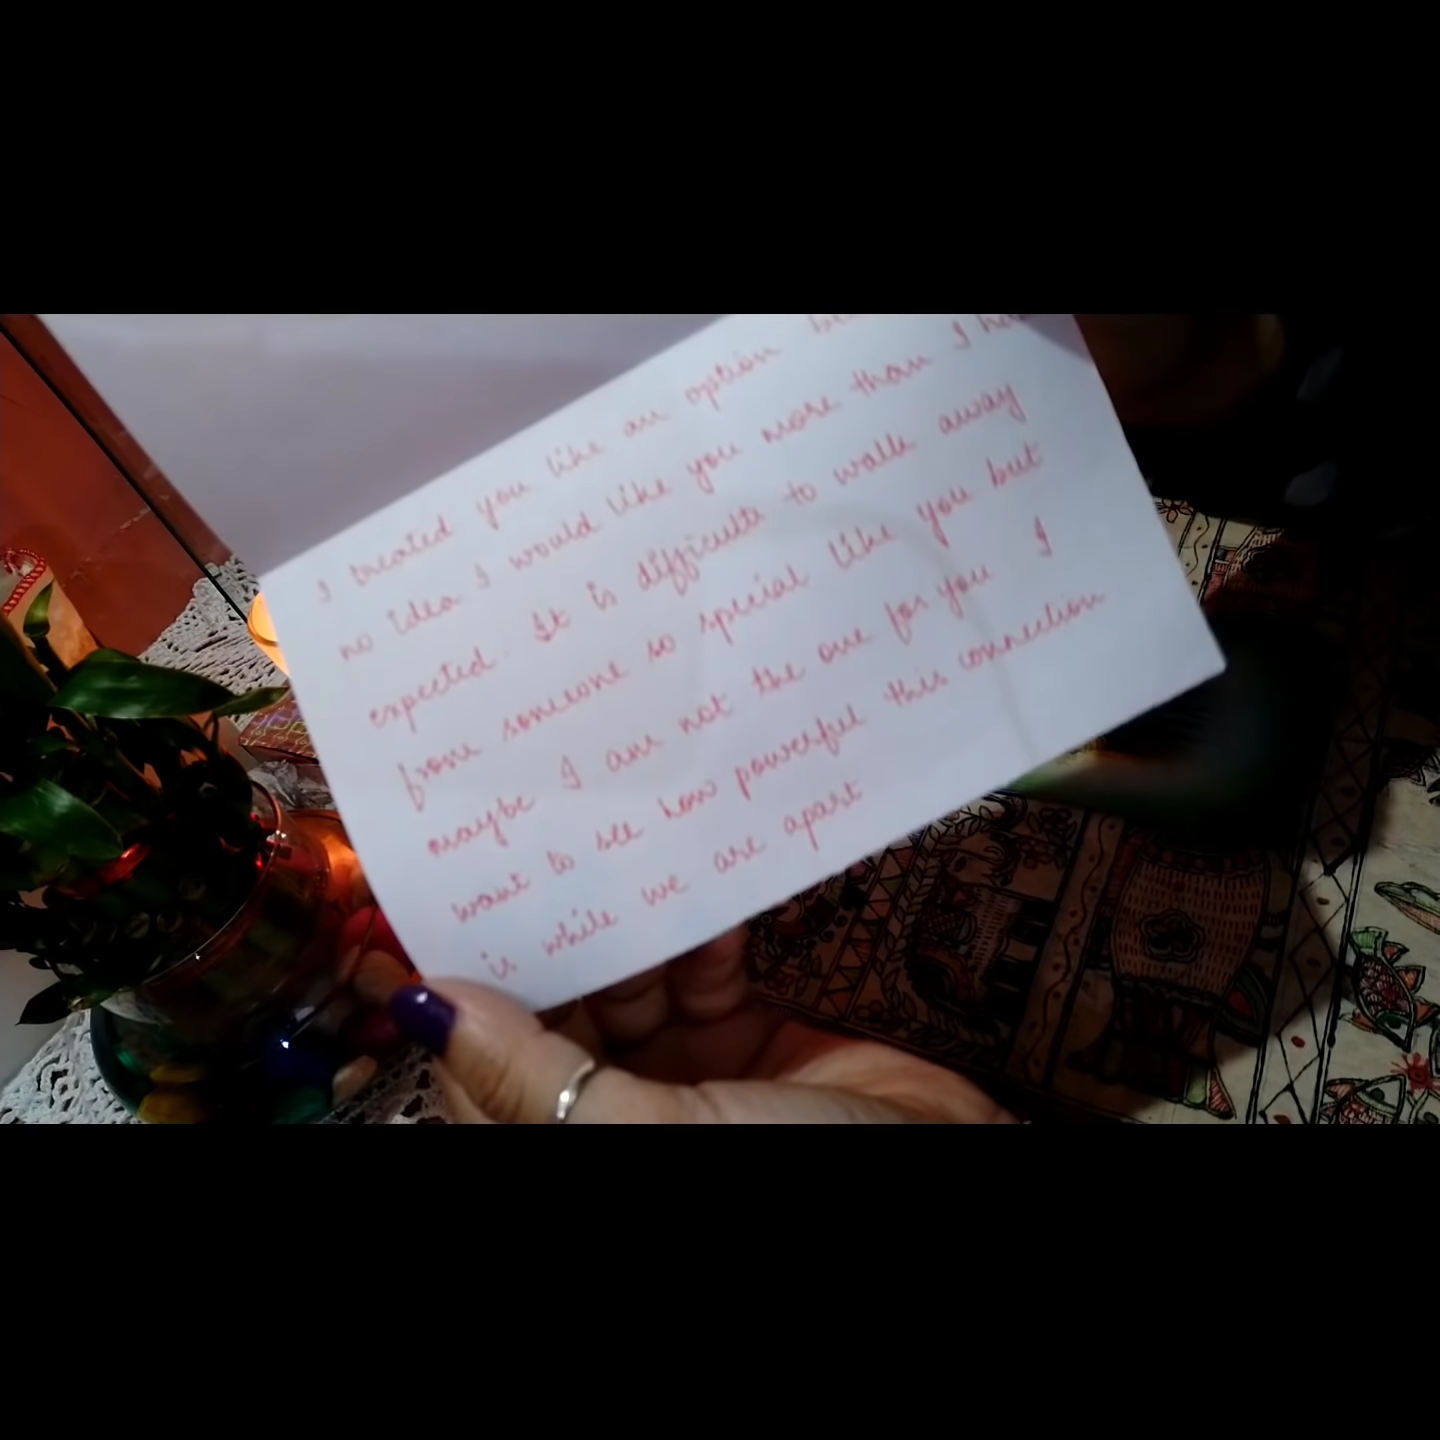 I treated you like an option
no idea I would like you more than I
expected. It is difficult to walk away
from someone so special like you but
maybe I am not the one for you I
want to see how powerful this connection
is while we are apart